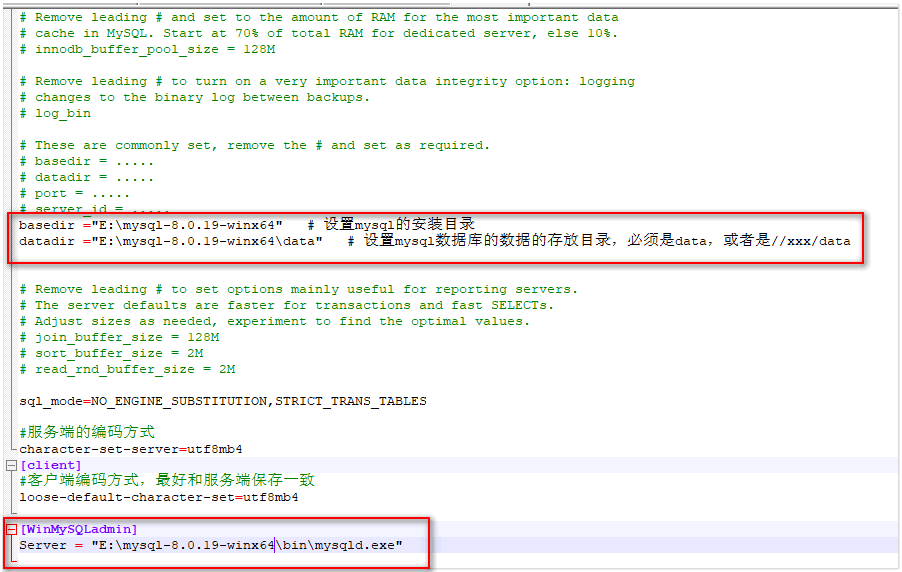 # Remove leading # and set to the amount of RAM for the most important data
# cache in MySQL. Start at 70% of total RAM for dedicated server, else 10%.
# innodb_buffer_pool_size = 128M
# Remove leading # to turn on a very important data integrity option: logging
# changes to the binary log between backups.
# log_bin
# These are commonly set, remove the # and set as required.
# basedir = .....
# datadir = .....
# port = .....
# server_id = .....
basedir ="E:\mysql-8.0.19-winx64"   # 设置mysql的安装目录
datadir ="E:\mysql-8.0.19-winx64\data"   # 设置mysql数据库的数据的存放目录，必须是data，或者是//xxx/data
# Remove leading # to set options mainly useful for reporting servers.
# The server defaults are faster for transactions and fast SELECTs.
# Adjust sizes as needed, experiment to find the optimal values.
# join_buffer_size = 128M
# sort_buffer_size = 2M
# read_rnd_buffer_size = 2M
sql_mode=NO_ENGINE_SUBSTITUTION,STRICT_TRANS_TABLES
#服务端的编码方式
character-set-server=utf8mb4
[client]
#客户端编码方式，最好和服务端保存一致
loose-default-character-set=utf8mb4
[WinMySQLadmin]
Server = "E:\mysql-8.0.19-winx64\bin\mysqld.exe"